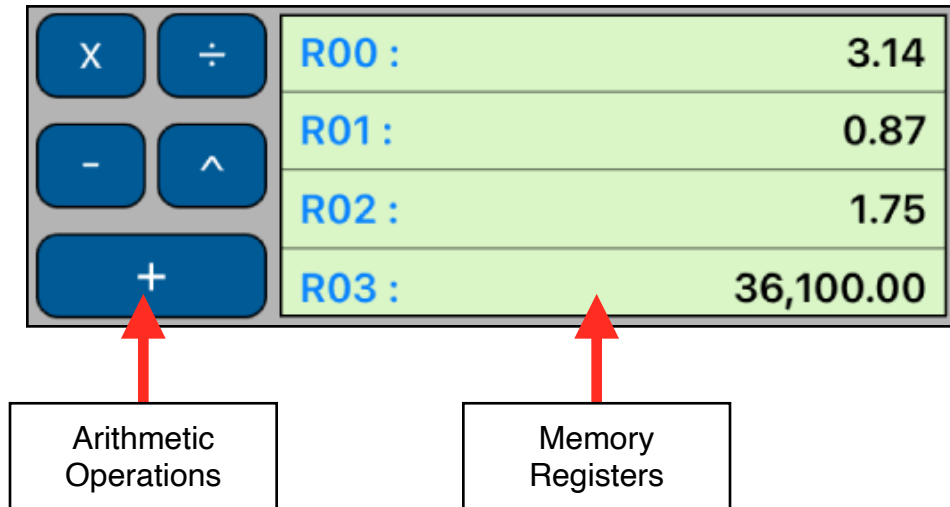 X ÷
- ^
+
R00 : 3.14
R01 : 0.87
R02 : 1.75
R03 : 36,100.00
Arithmetic
Operations
Memory
Registers